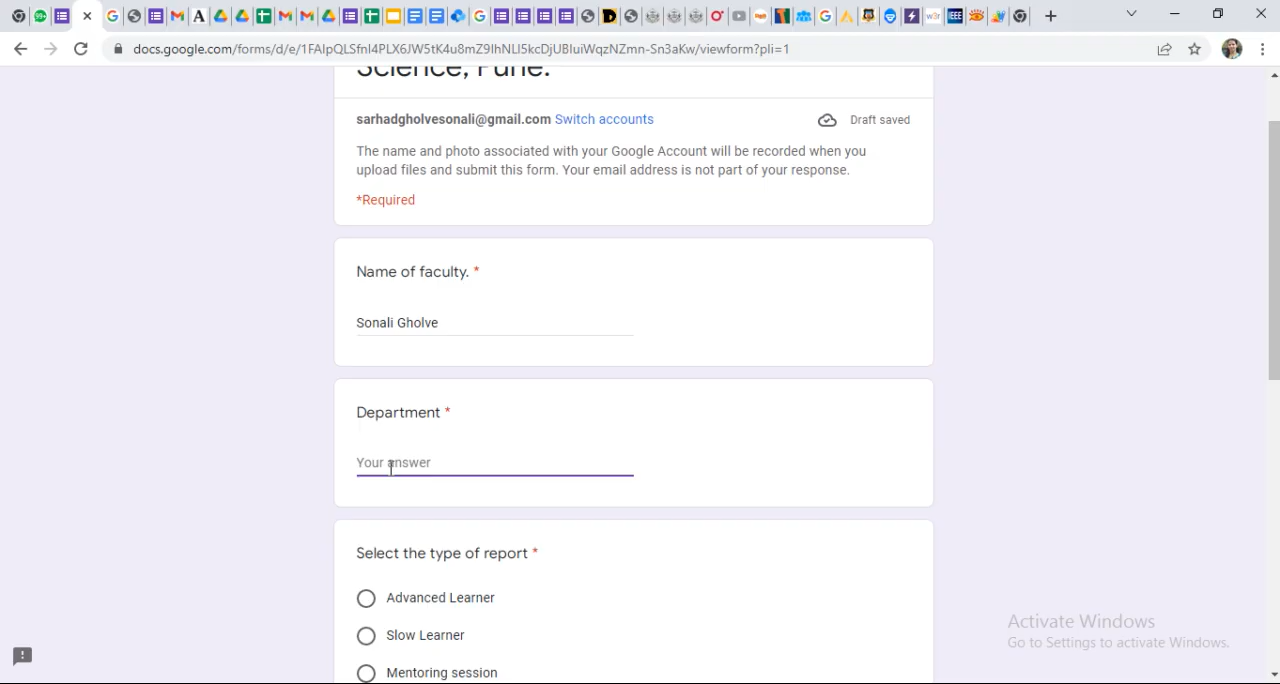 docs.google.com/forms/d/e/1FAIpQLSfnI4PLX6JW5tK4u8mZ9IhNLI5kcDjUBIuiWqzNZmn-Sn3aKw/viewform?pli=1
Science, Pune.
sarhadgholvesonali@gmail.com Switch accounts
Draft saved
The name and photo associated with your Google Account will be recorded when you
upload files and submit this form. Your email address is not part of your response.
*Required
Name of faculty. *
Sonali Gholve
Department *
Your answer
Select the type of report *
Advanced Learner
Slow Learner
Mentoring session
Activate Windows
Go to Settings to activate Windows.